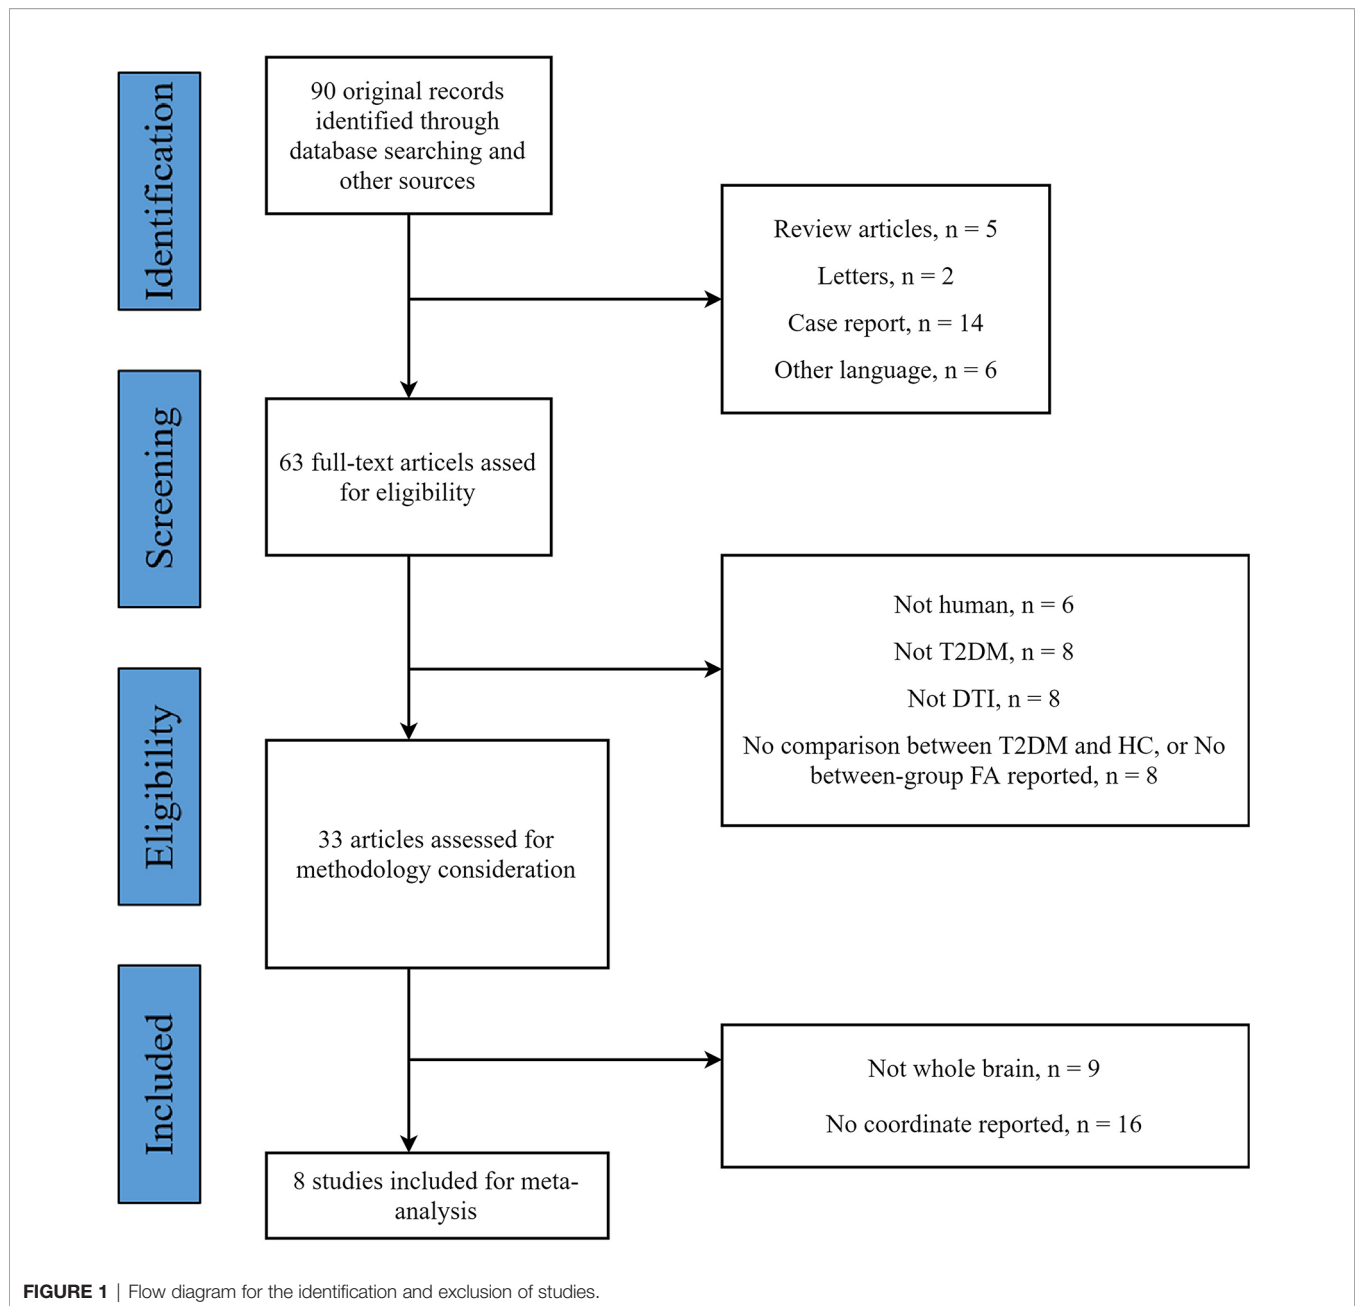 Identification
90 original records
identified through
database searching and
other sources
Review articles, n = 5
Letters, n = 2
Case report, n = 14
Other language, n = 6
Screening
63 full-text articels assed
for eligibility
Not human, n = 6
Not T2DM, n = 8
Not DTI, n = 8
No comparison between T2DM and HC, or No
between-group FA reported, n = 8
Eligibility
33 articles assessed for
methodology consideration
Not whole brain, n = 9
No coordinate reported, n = 16
Included
8 studies included for meta-
analysis
FIGURE 1 | Flow diagram for the identification and exclusion of studies.